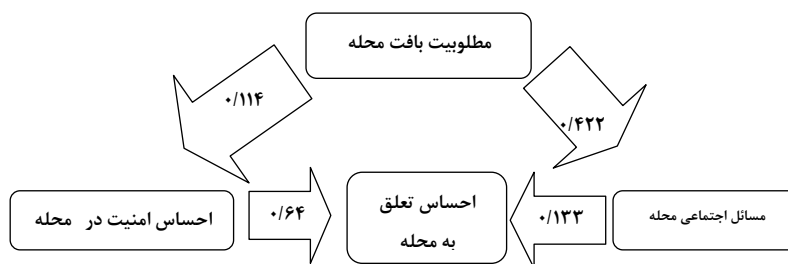 مطلوبیت بافت محله
۰/۱۱۴
۰/۴۲۲
احساس امنیت در محله
۰/۶۴
احساس تعلق
به محله
۰/۱۳۳
مسائل اجتماعی محله